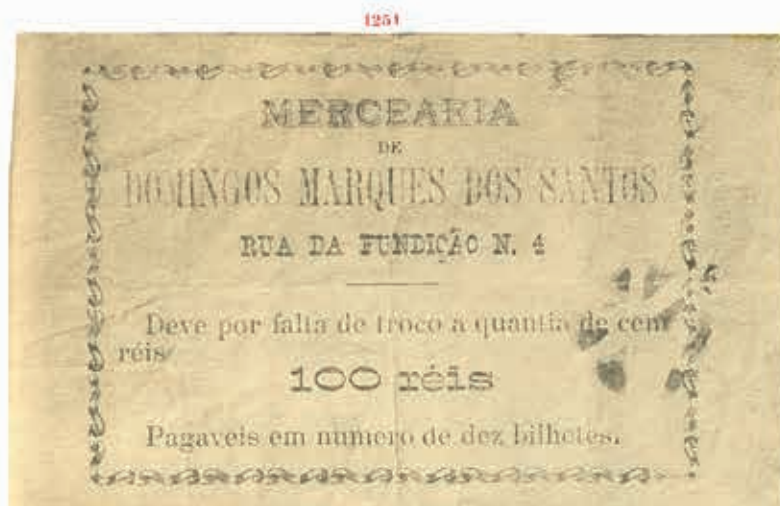 1251
MERCEARIA
DE
DOMINGOS MARQUES DOS SANTOS
RUA DA FUNDIÇÃO N. 4
Deve por falta de troco a quantia de cem
réis
100 réis
Pagaveis em numero de dez bilhetes.